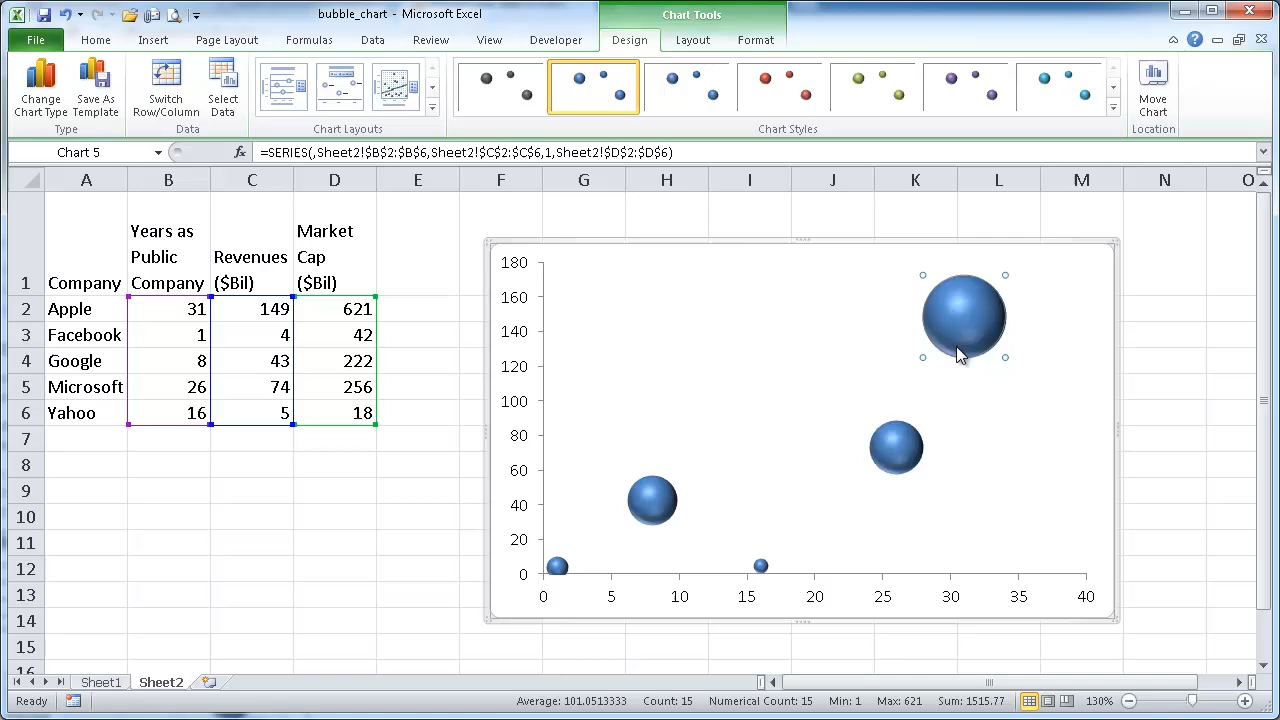 bubble_chart - Microsoft Excel
Chart Tools
File Home Insert Page Layout Formulas Data Review View Developer Design Layout Format
Change Chart Type
Save As Template
Switch Row/Column
Select Data
Move Chart
Type Data Chart Layouts Chart Styles Location
Chart 5 fx =SERIES(,Sheet2!$B$2:$B$6,Sheet2!$C$2:$C$6,1,Sheet2!$D$2:$D$6)
A B C D E F G H I J K L M N O
1 Company Years as Public Company Revenues ($Bil) Market Cap ($Bil)
2 Apple 31 149 621
3 Facebook 1 4 42
4 Google 8 43 222
5 Microsoft 26 74 256
6 Yahoo 16 5 18
7
8
9
10
11
12
13
14
15
16
180
160
140
120
100
80
60
40
20
0
0 5 10 15 20 25 30 35 40
Sheet1 Sheet2
Ready Average: 101.0513333 Count: 15 Numerical Count: 15 Min: 1 Max: 621 Sum: 1515.77 130%